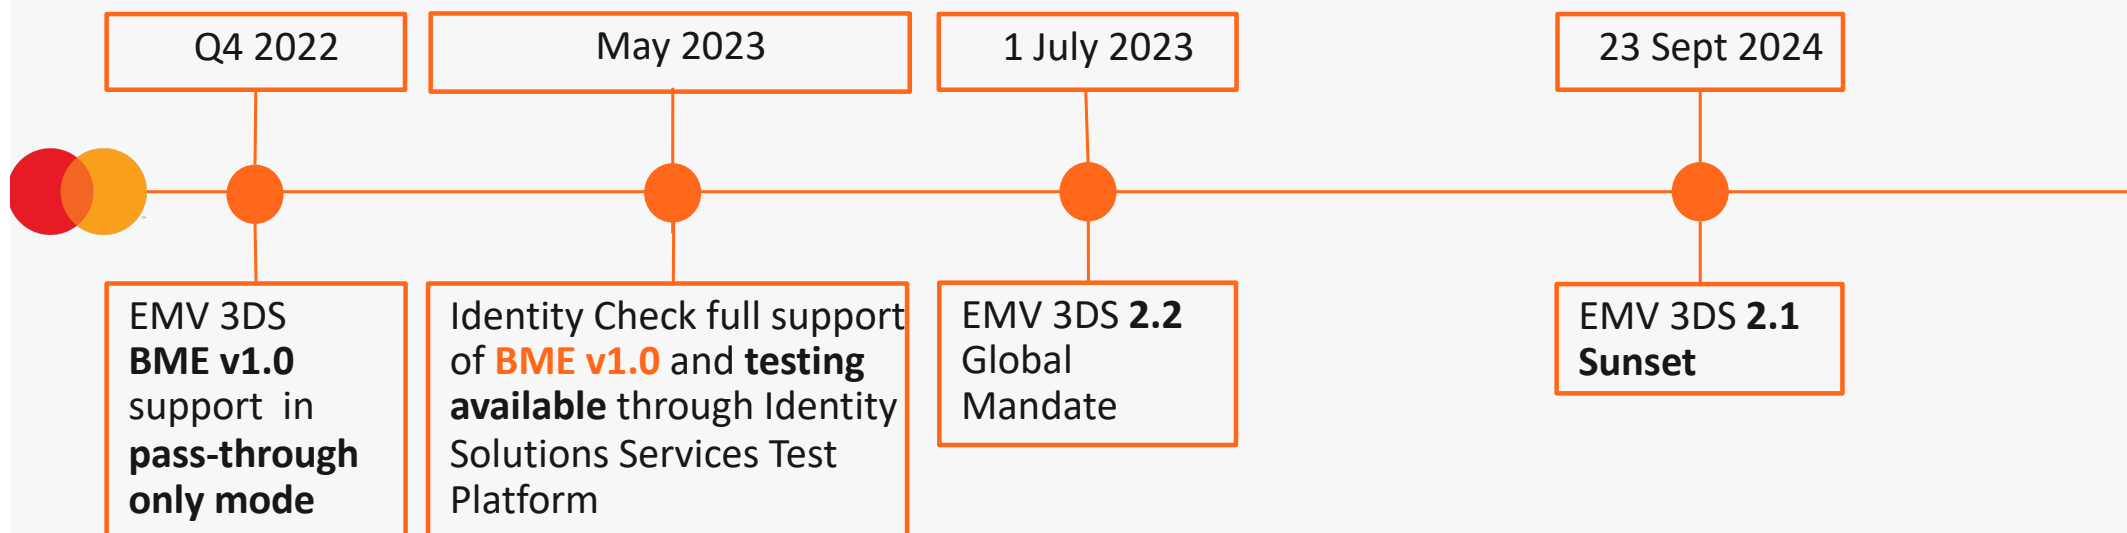 Q4 2022
May 2023
1 July 2023
23 Sept 2024
EMV 3DS
BME v1.0
support in
pass-through
only mode
Identity Check full support
of BME v1.0 and testing
available through Identity
Solutions Services Test
Platform
EMV 3DS 2.2
Global
Mandate
EMV 3DS 2.1
Sunset